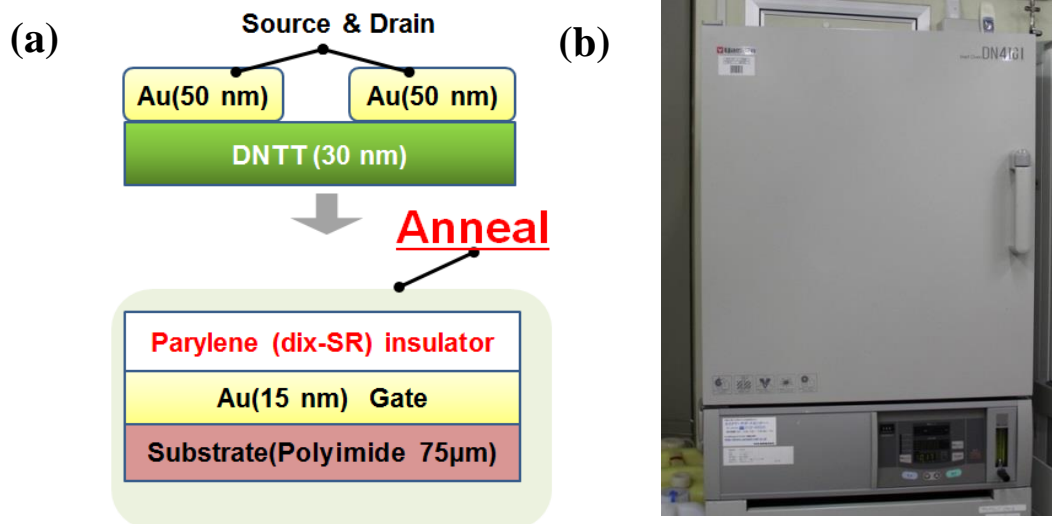 (a)
Source & Drain
Au(50 nm)
Au(50 nm)
DNTT (30 nm)
Anneal
Parylene (dix-SR) insulator
Au(15 nm) Gate
Substrate(Polyimide 75μm)
(b)